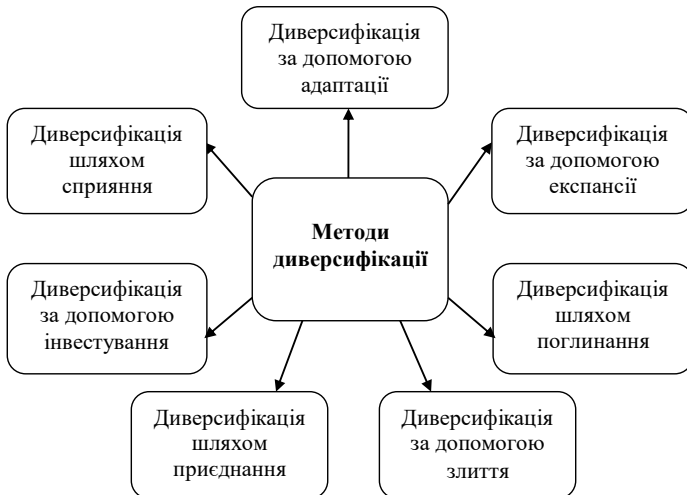 Диверсифікація
за допомогою
адаптації
Диверсифікація
шляхом
сприяння
Диверсифікація
за допомогою
експансії
Методи
диверсифікації
Диверсифікація
за допомогою
інвестування
Диверсифікація
шляхом
поглинання
Диверсифікація
шляхом
приєднання
Диверсифікація
за допомогою
злиття